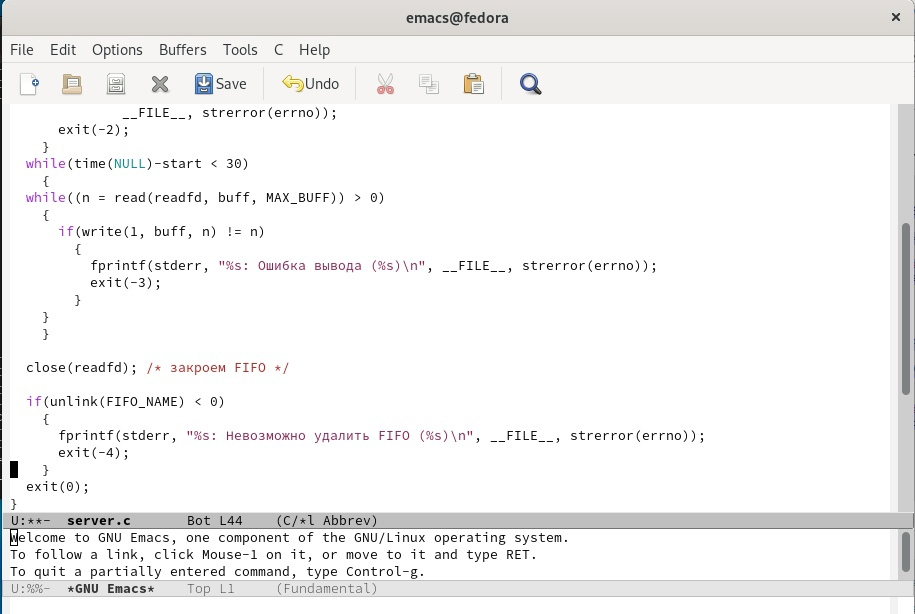 emacs@fedora
File Edit Options Buffers Tools C Help
Save Undo
__FILE__, strerror(errno));
exit(-2);
}
while(time(NULL)-start < 30)
{
while((n = read(readfd, buff, MAX_BUFF)) > 0)
{
if(write(1, buff, n) != n)
{
fprintf(stderr, "%s: Ошибка вывода (%s)\n", __FILE__, strerror(errno));
exit(-3);
}
}
}
close(readfd); /* закроем FIFO */
if(unlink(FIFO_NAME) < 0)
{
fprintf(stderr, "%s: Невозможно удалить FIFO (%s)\n", __FILE__, strerror(errno));
exit(-4);
}
exit(0);
}
U:**- server.c Bot L44 (C/*l Abbrev)
Welcome to GNU Emacs, one component of the GNU/Linux operating system.
To follow a link, click Mouse-1 on it, or move to it and type RET.
To quit a partially entered command, type Control-g.
U:%%- *GNU Emacs* Top L1 (Fundamental)